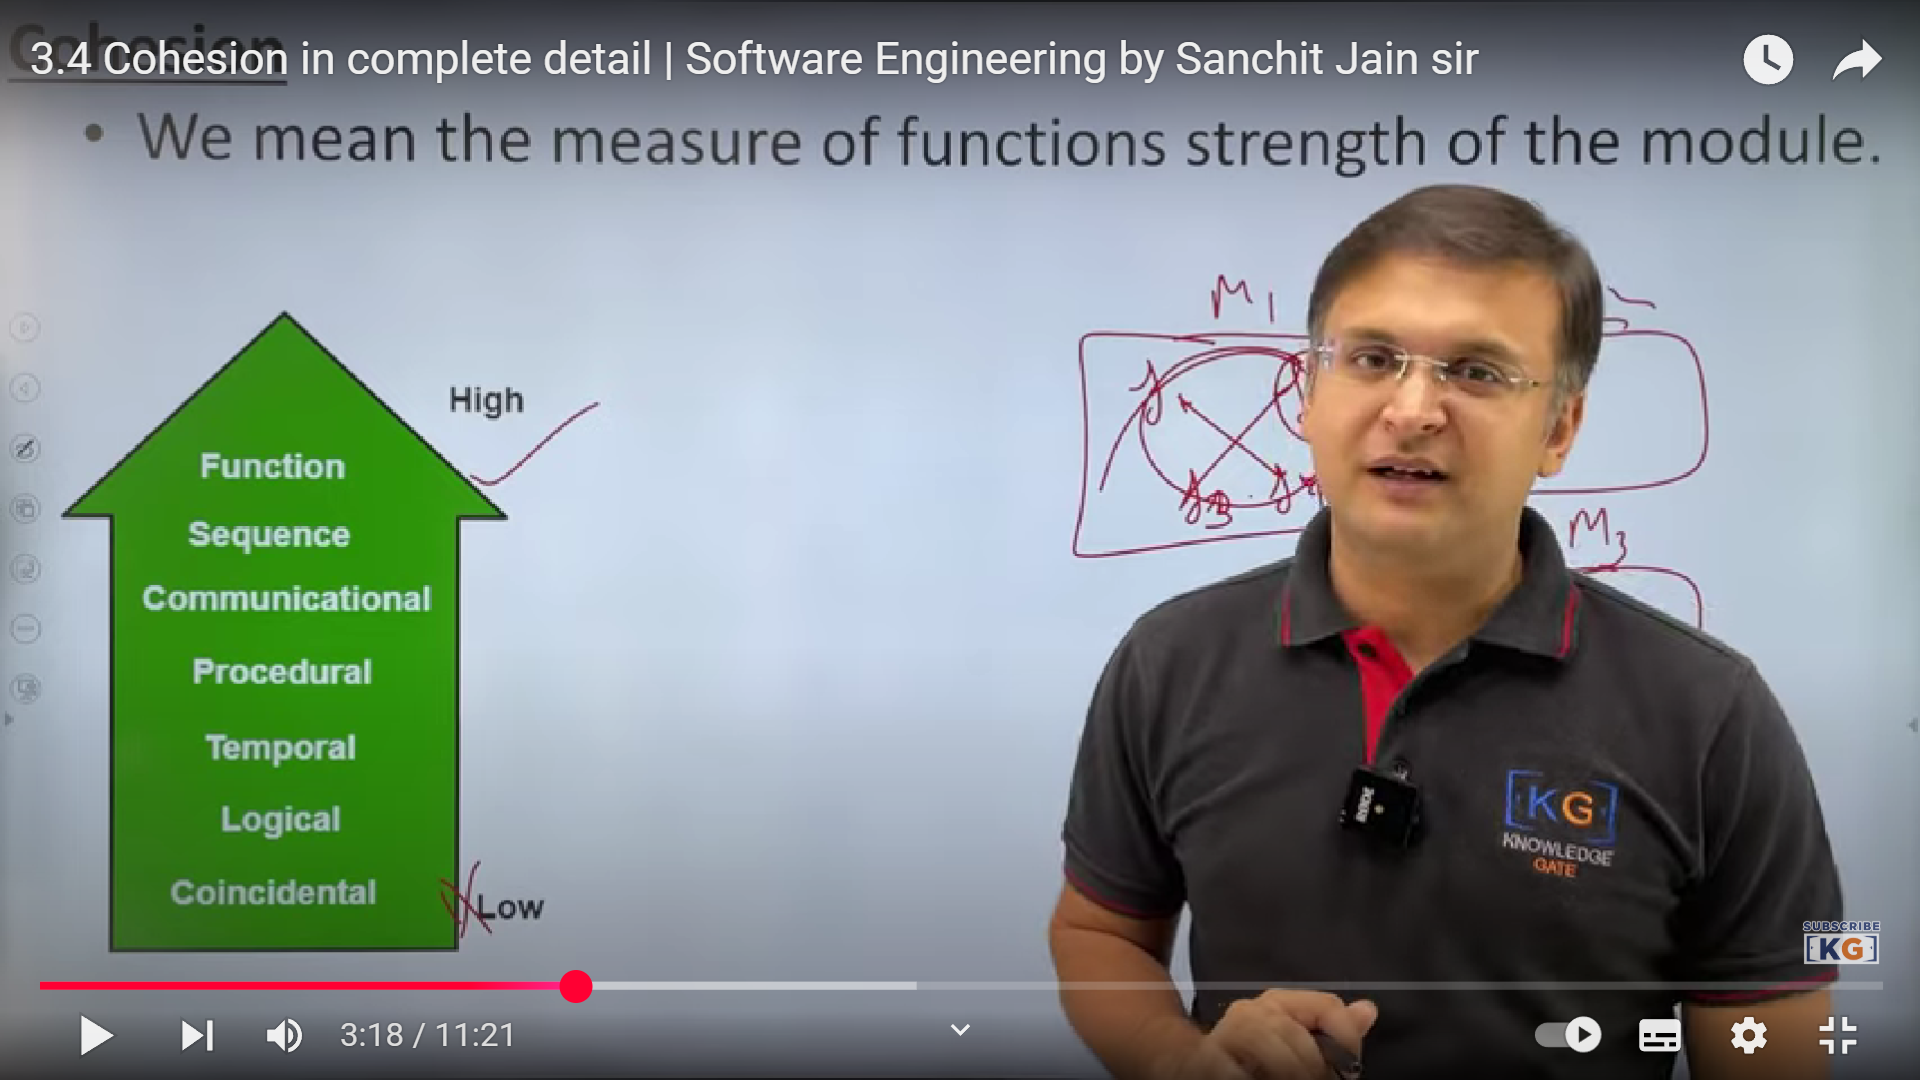 Cohesion
3.4 Cohesion in complete detail | Software Engineering by Sanchit Jain sir
• We mean the measure of functions strength of the module.
M1
High
Function
Sequence
M3
Communicational
Procedural
Temporal
Logical
Coincidental
Low
KG
KNOWLEDGE
GATE
SUBSCRIBE
KG
3:18 / 11:21